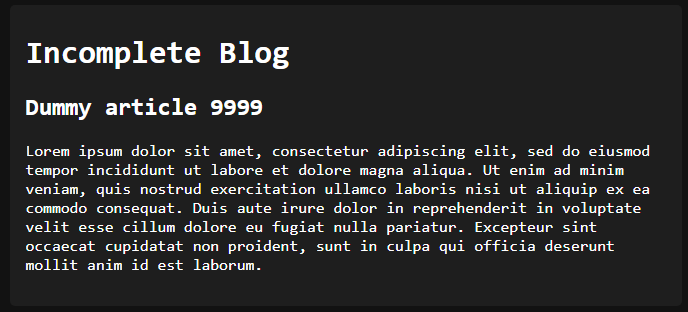 Incomplete Blog
Dummy article 9999
Lorem ipsum dolor sit amet, consectetur adipiscing elit, sed do eiusmod
tempor incididunt ut labore et dolore magna aliqua. Ut enim ad minim
veniam, quis nostrud exercitation ullamco laboris nisi ut aliquip ex ea
commodo consequat. Duis aute irure dolor in reprehenderit in voluptate
velit esse cillum dolore eu fugiat nulla pariatur. Excepteur sint
occaecat cupidatat non proident, sunt in culpa qui officia deserunt
mollit anim id est laborum.